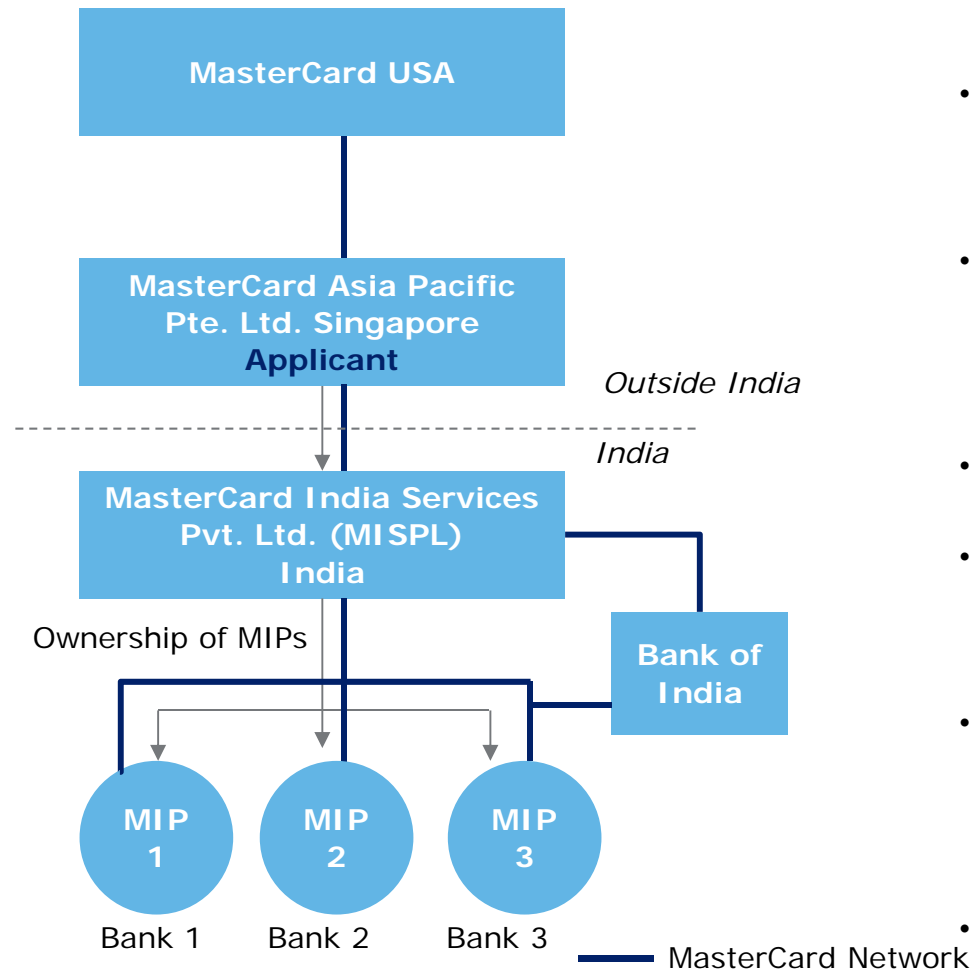 MasterCard USA
MasterCard Asia Pacific
Pte. Ltd. Singapore
Applicant
Outside India
India
MasterCard India Services
Pvt. Ltd. (MISPL)
India
Ownership of MIPs
Bank of
India
MIP
1
MIP
2
MIP
3
Bank 1
Bank 2
Bank 3
MasterCard Network